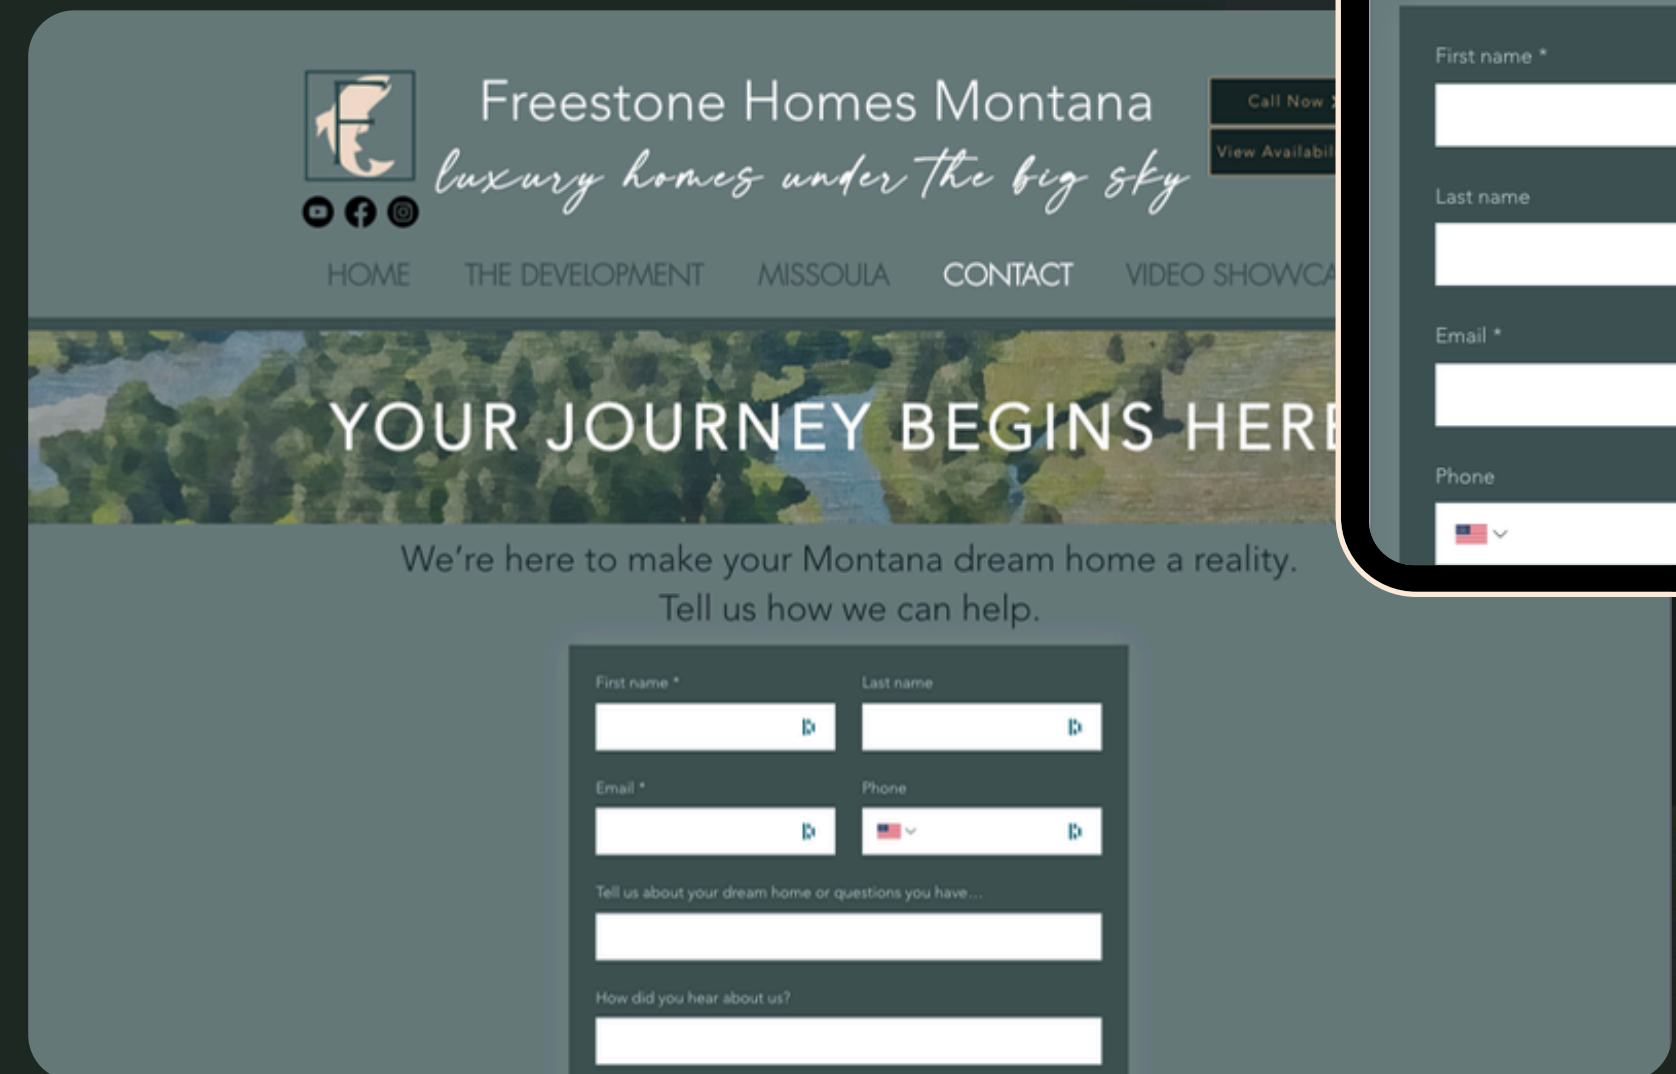 F
Freestone Homes Montana
luxury homes under the big sky
Call Now
View
HOME THE DEVELOPMENT MISSOULA CONTACT VIDEO
YOUR JOURNEY BEGINS HERE
We're here to make your Montana dream home a reality.
Tell us how we can help.
First name * Last name
Email * Phone
Tell us about your dream home or questions you have...
How did you hear about us?
First name *
Last name
Email *
Phone